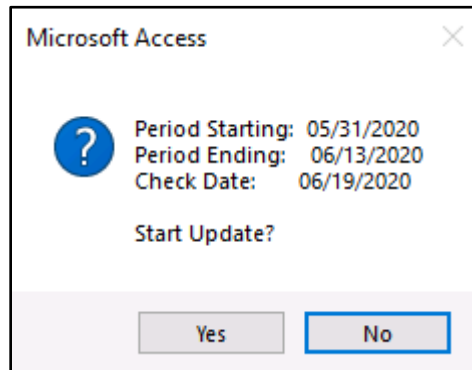 Microsoft Access
Period Starting: 05/31/2020
Period Ending: 06/13/2020
Check Date: 06/19/2020
Start Update?
Yes No